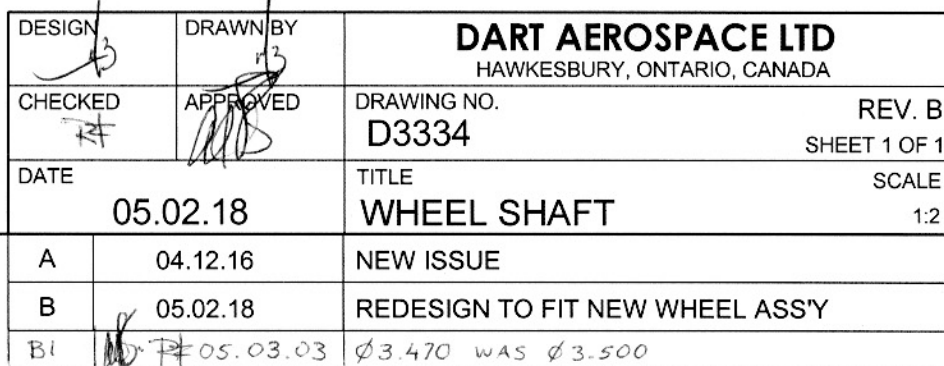 DESIGN
DRAWN BY
DART AEROSPACE LTD
HAWKESBURY, ONTARIO, CANADA
CHECKED
RF
APPROVED
DRAWING NO.
D3334
REV. B
SHEET 1 OF 1
DATE
05.02.18
TITLE
WHEEL SHAFT
SCALE
1:2
A 04.12.16 NEW ISSUE
B 05.02.18 REDESIGN TO FIT NEW WHEEL ASS'Y
B1 RF 05.03.03 Ø3.470 WAS Ø3.500